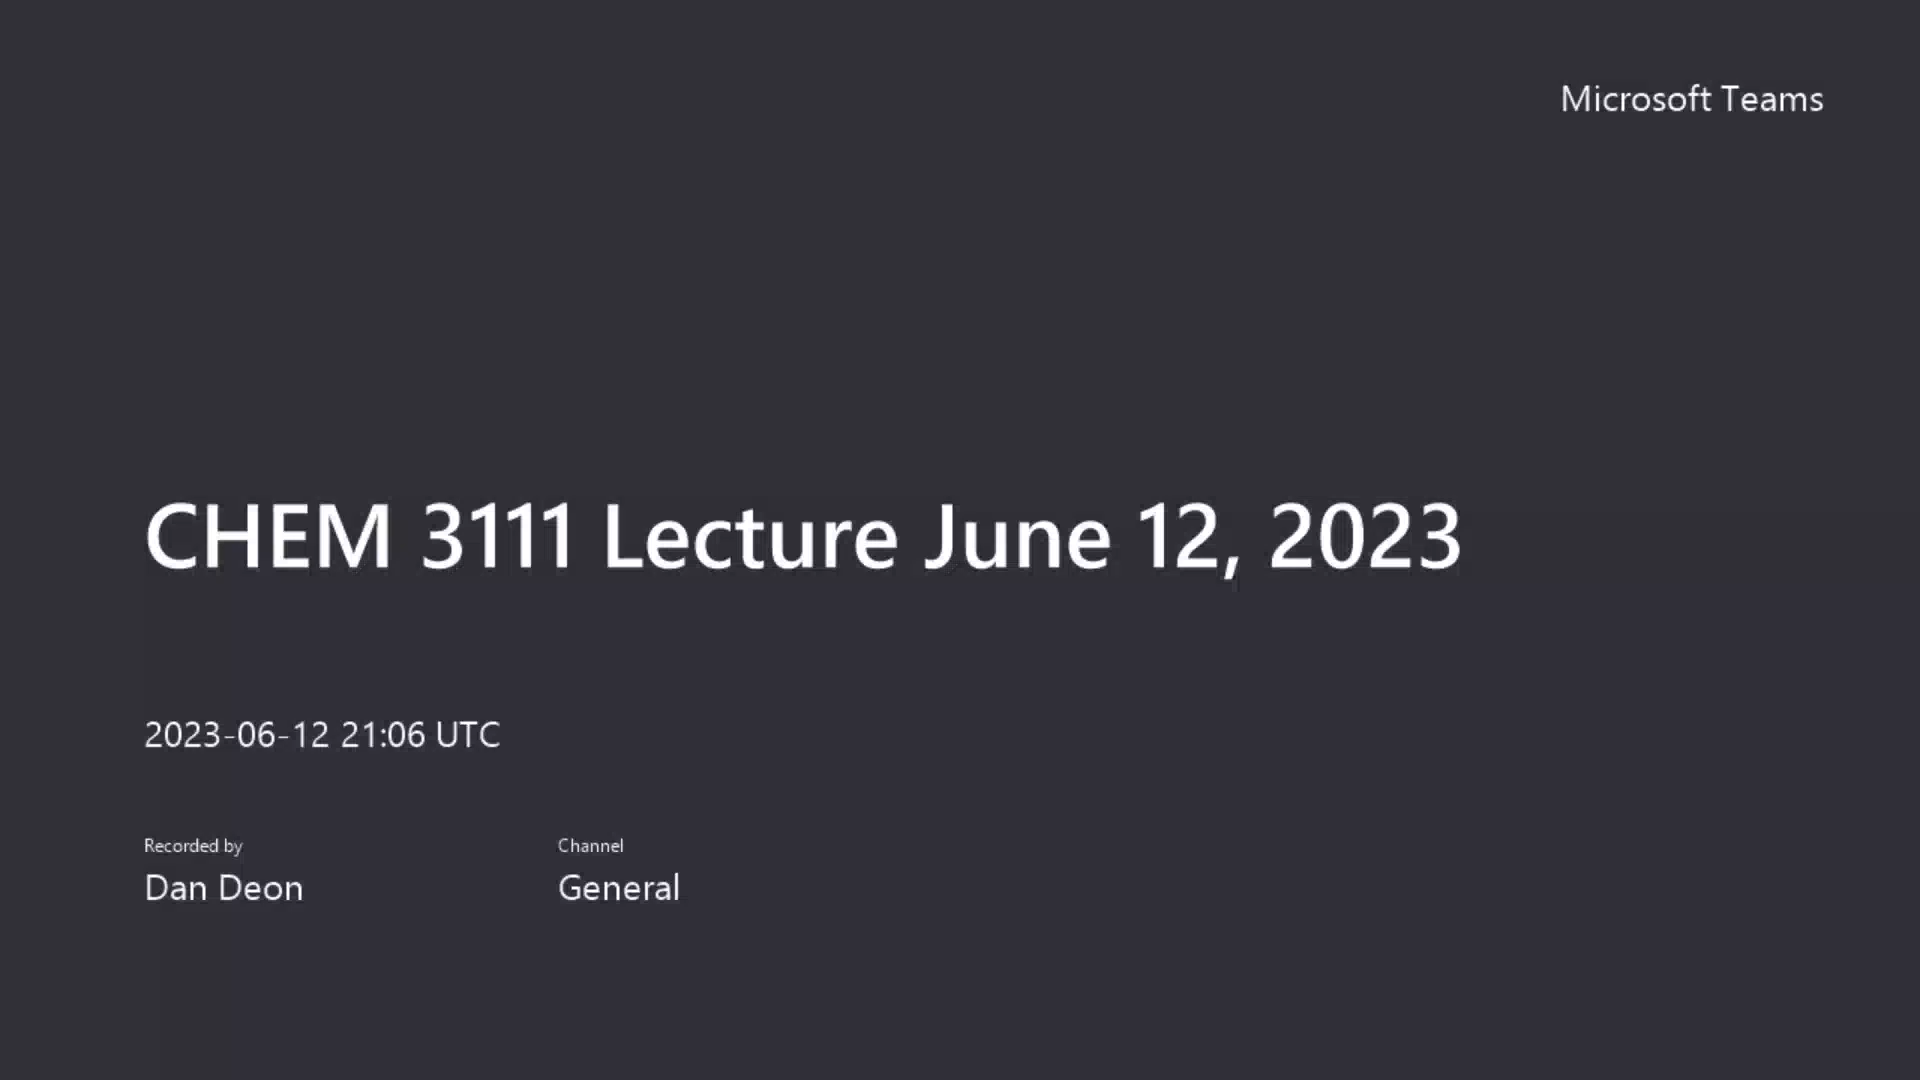 Microsoft Teams
CHEM 3111 Lecture June 12, 2023
2023-06-12 21:06 UTC
Recorded by
Dan Deon
Channel
General